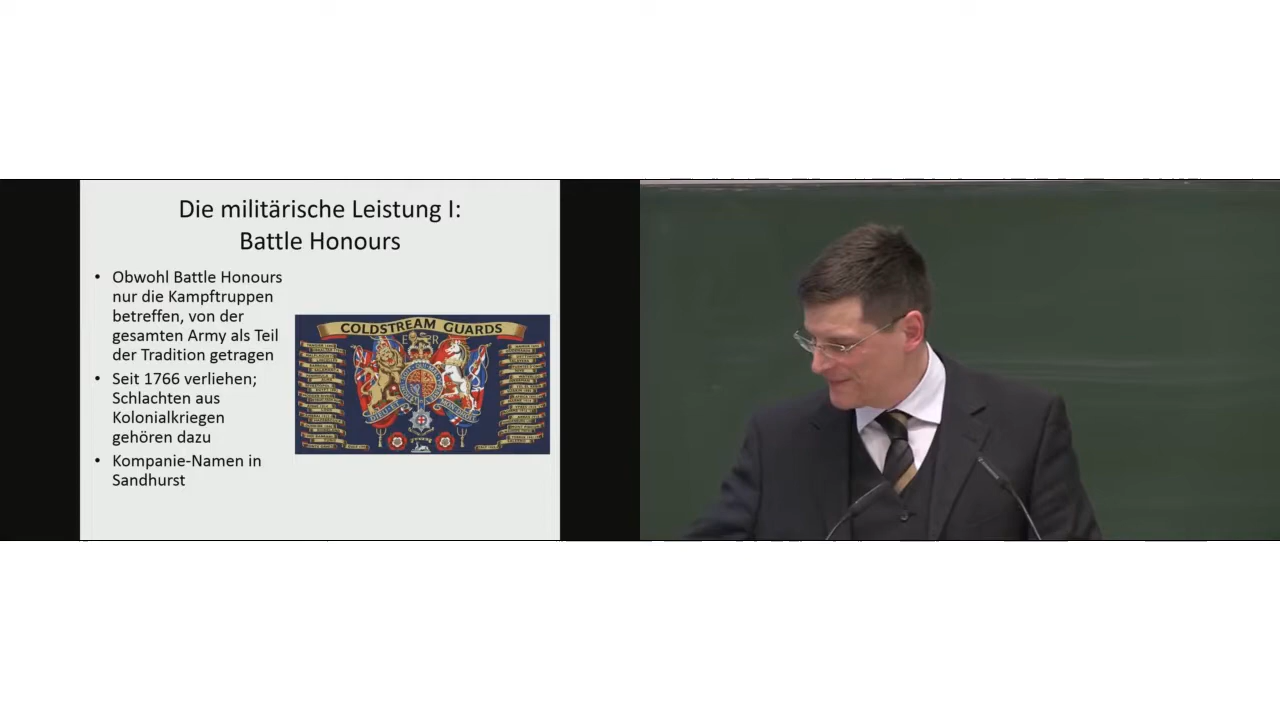 Die militärische Leistung I:
Battle Honours
• Obwohl Battle Honours
nur die Kampftruppen
betreffen, von der
gesamten Army als Teil
der Tradition getragen
• Seit 1766 verliehen;
Schlachten aus
Kolonialkriegen
gehören dazu
• Kompanie-Namen in
Sandhurst
COLDSTREAM GUARDS